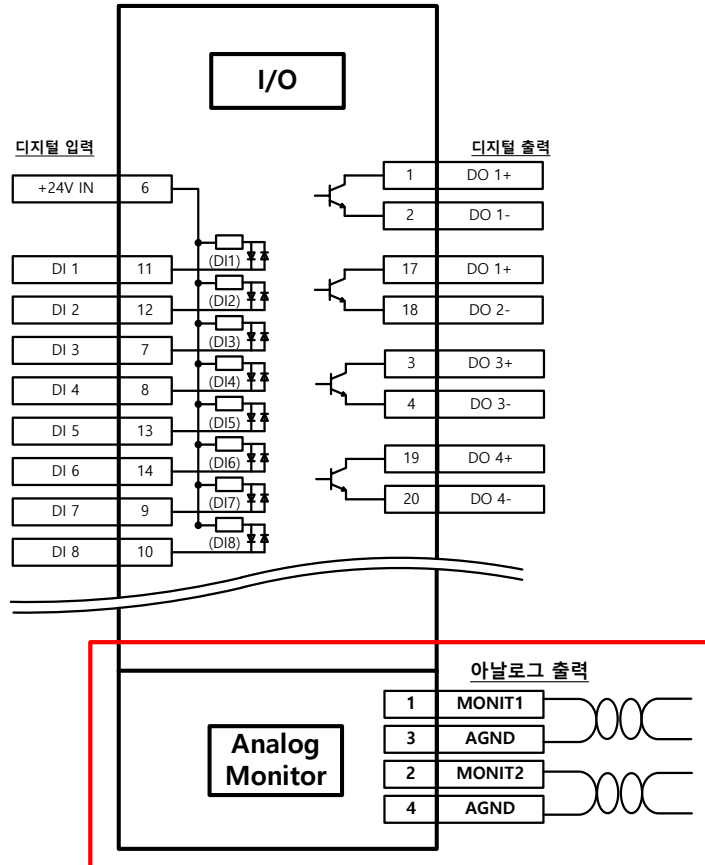 I/O
디지털 입력
+24V IN 6
DI 1 11
DI 2 12
DI 3 7
DI 4 8
DI 5 13
DI 6 14
DI 7 9
DI 8 10
(DI1)
(DI2)
(DI3)
(DI4)
(DI5)
(DI6)
(DI7)
(DI8)
디지털 출력
1 DO 1+
2 DO 1-
17 DO 1+
18 DO 2-
3 DO 3+
4 DO 3-
19 DO 4+
20 DO 4-
Analog
Monitor
아날로그 출력
1 MONIT1
3 AGND
2 MONIT2
4 AGND